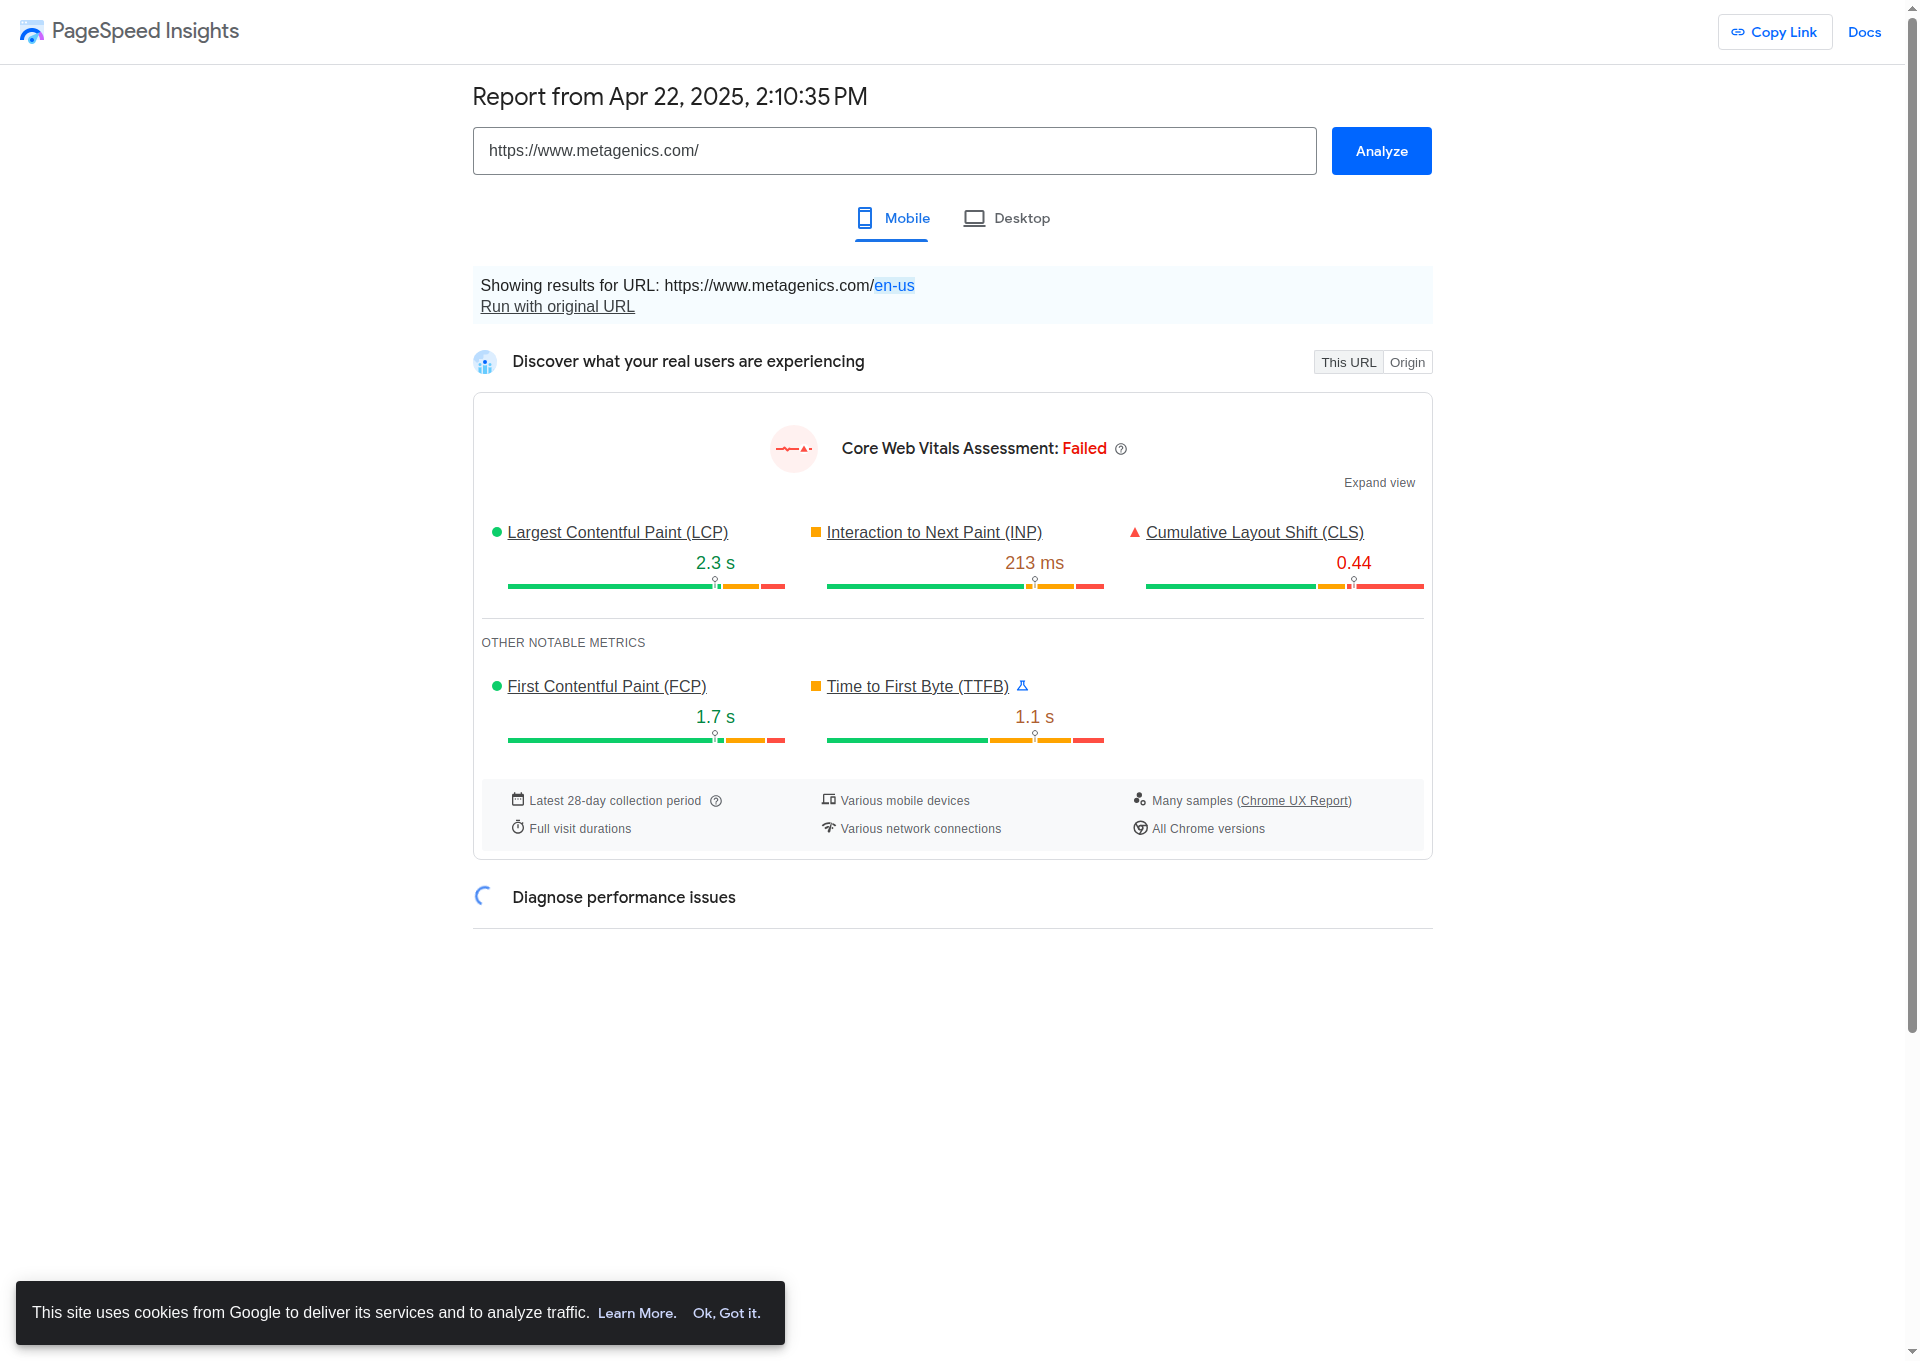 PageSpeed Insights
Copy Link
Docs
Report from Apr 22, 2025, 2:10:35 PM
https://www.metagenics.com/
Analyze
Mobile
Desktop
Showing results for URL: https://www.metagenics.com/en-us
Run with original URL
Discover what your real users are experiencing
This URL
Origin
Core Web Vitals Assessment: Failed
Expand view
Largest Contentful Paint (LCP)
2.3 s
Interaction to Next Paint (INP)
213 ms
Cumulative Layout Shift (CLS)
0.44
OTHER NOTABLE METRICS
First Contentful Paint (FCP)
1.7 s
Time to First Byte (TTFB)
1.1 s
Latest 28-day collection period
Various mobile devices
Many samples (Chrome UX Report)
Full visit durations
Various network connections
All Chrome versions
Diagnose performance issues
This site uses cookies from Google to deliver its services and to analyze traffic. Learn More. Ok, Got it.